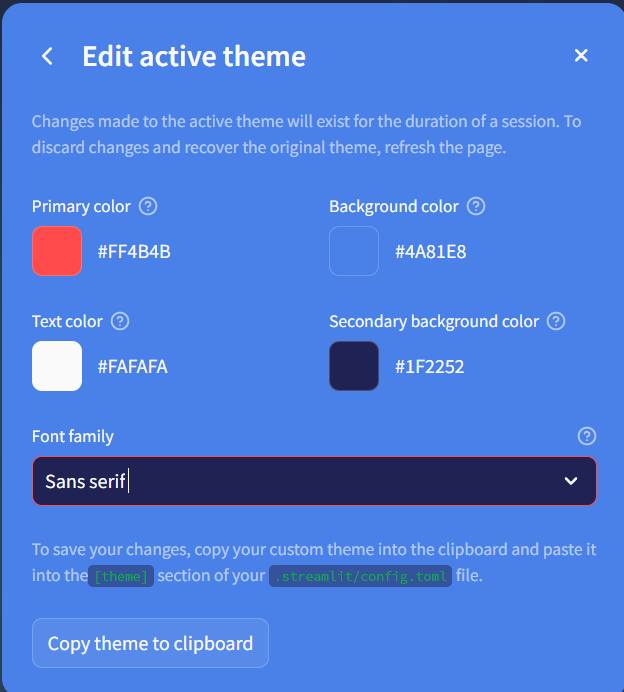 Edit active theme
Changes made to the active theme will exist for the duration of a session. To
discard changes and recover the original theme, refresh the page.
Primary color
Background color
#FF4B4B
#4A81E8
Text color
Secondary background color
#FAFAFA
#1F2252
Font family
Sans serif
To save your changes, copy your custom theme into the clipboard and paste it
into the [theme] section of your .streamlit/config.toml file.
Copy theme to clipboard